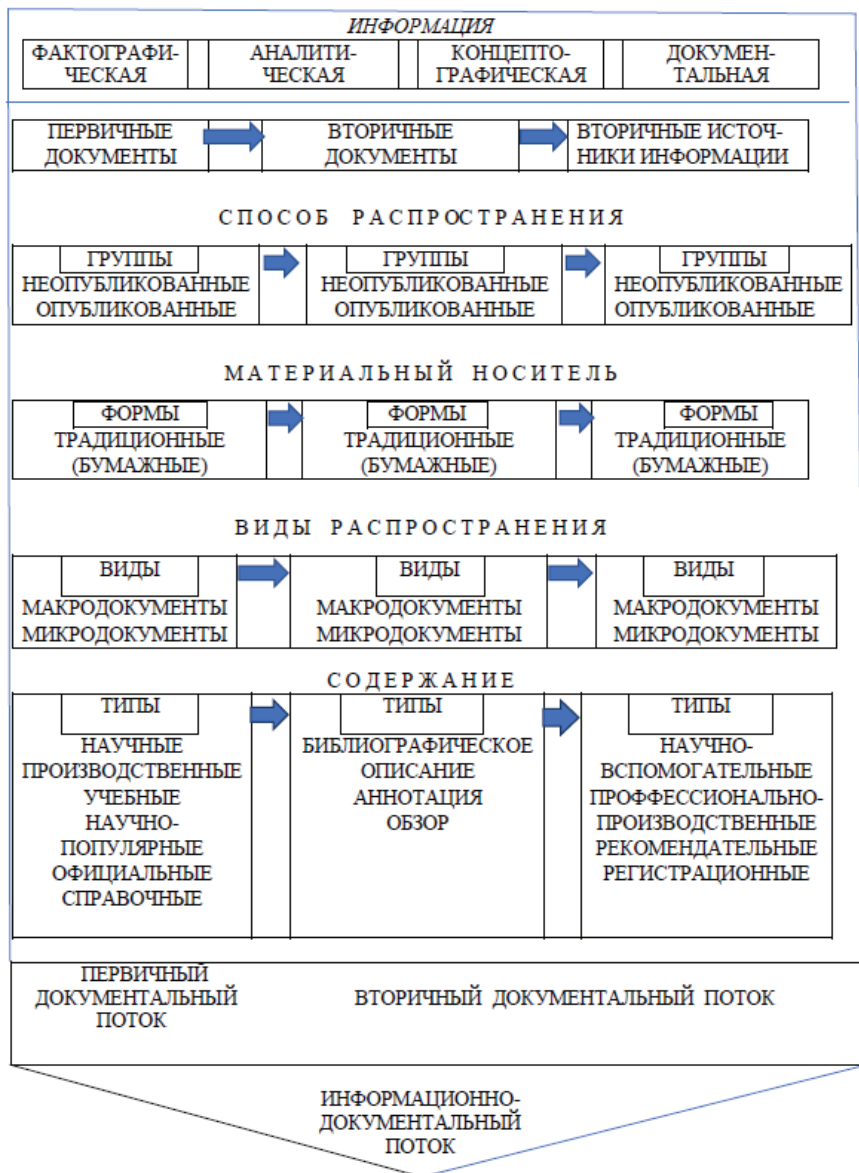 ИНФОРМАЦИЯ
ФАКТОГРАФИ-
ЧЕСКАЯ
АНАЛИТИ-
ЧЕСКАЯ
КОНЦЕПТО-
ГРАФИЧЕСКАЯ
ДОКУМЕН-
ТАЛЬНАЯ
ПЕРВИЧНЫЕ
ДОКУМЕНТЫ
ВТОРИЧНЫЕ
ДОКУМЕНТЫ
ВТОРИЧНЫЕ ИСТОЧ-
НИКИ ИНФОРМАЦИИ
СПОСОБ РАСПРОСТРАНЕНИЯ
ГРУППЫ
НЕОПУБЛИКОВАННЫЕ
ОПУБЛИКОВАННЫЕ
ГРУППЫ
НЕОПУБЛИКОВАННЫЕ
ОПУБЛИКОВАННЫЕ
ГРУППЫ
НЕОПУБЛИКОВАННЫЕ
ОПУБЛИКОВАННЫЕ
МАТЕРИАЛЬНЫЙ НОСИТЕЛЬ
ФОРМЫ
ТРАДИЦИОННЫЕ
(БУМАЖНЫЕ)
ФОРМЫ
ТРАДИЦИОННЫЕ
(БУМАЖНЫЕ)
ФОРМЫ
ТРАДИЦИОННЫЕ
(БУМАЖНЫЕ)
ВИДЫ РАСПРОСТРАНЕНИЯ
ВИДЫ
МАКРОДОКУМЕНТЫ
МИКРОДОКУМЕНТЫ
ВИДЫ
МАКРОДОКУМЕНТЫ
МИКРОДОКУМЕНТЫ
ВИДЫ
МАКРОДОКУМЕНТЫ
МИКРОДОКУМЕНТЫ
СОДЕРЖАНИЕ
ТИПЫ
НАУЧНЫЕ
ПРОИЗВОДСТВЕННЫЕ
УЧЕБНЫЕ
НАУЧНО-
ПОПУЛЯРНЫЕ
ОФИЦИАЛЬНЫЕ
СПРАВОЧНЫЕ
ТИПЫ
БИБЛИОГРАФИЧЕСКОЕ
ОПИСАНИЕ
АННОТАЦИЯ
ОБЗОР
ТИПЫ
НАУЧНО-
ВСПОМОГАТЕЛЬНЫЕ
ПРОФФЕССИОНАЛЬНО-
ПРОИЗВОДСТВЕННЫЕ
РЕКОМЕНДАТЕЛЬНЫЕ
РЕГИСТРАЦИОННЫЕ
ПЕРВИЧНЫЙ
ДОКУМЕНТАЛЬНЫЙ
ПОТОК
ВТОРИЧНЫЙ ДОКУМЕНТАЛЬНЫЙ ПОТОК
ИНФОРМАЦИОННО-
ДОКУМЕНТАЛЬНЫЙ
ПОТОК